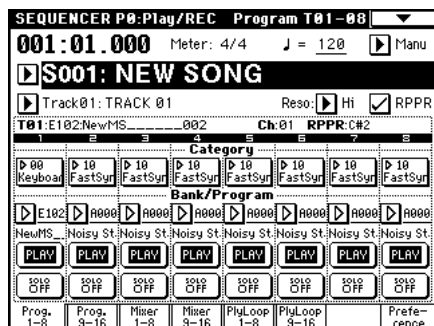 SEQUENCER P0:Play/REC Program T01-08
001:01.000 Meter: 4/4 ♩ = 120 Manu
S001: NEW SONG
Track01: TRACK 01 Reso: Hi RPPR
T01:E102:NewMS______002 Ch:01 RPPR:C#2
1 2 3 4 5 6 7 8
Category
00 10 10 10 10 10 10 10
Keyboar FastSyn FastSyn FastSyn FastSyn FastSyn FastSyn FastSyn
Bank/Program
E102 A000 A000 A000 A000 A000 A000 A000
NewMS_ Noisy St Noisy St Noisy St Noisy St Noisy St Noisy St Noisy St
PLAY PLAY PLAY PLAY PLAY PLAY PLAY PLAY
SOLO SOLO SOLO SOLO SOLO SOLO SOLO SOLO
OFF OFF OFF OFF OFF OFF OFF OFF
Prog. Prog. Mixer Mixer PlyLoop PlyLoop Prefe-
1-8 9-16 1-8 9-16 1-8 9-16 rence